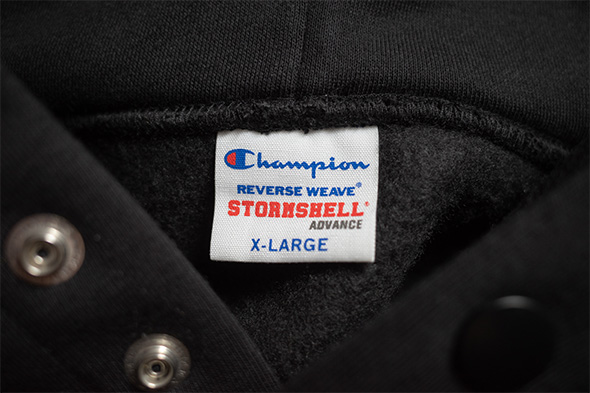 Champion
REVERSE WEAVE®
STORMSHELL®
ADVANCE
X-LARGE